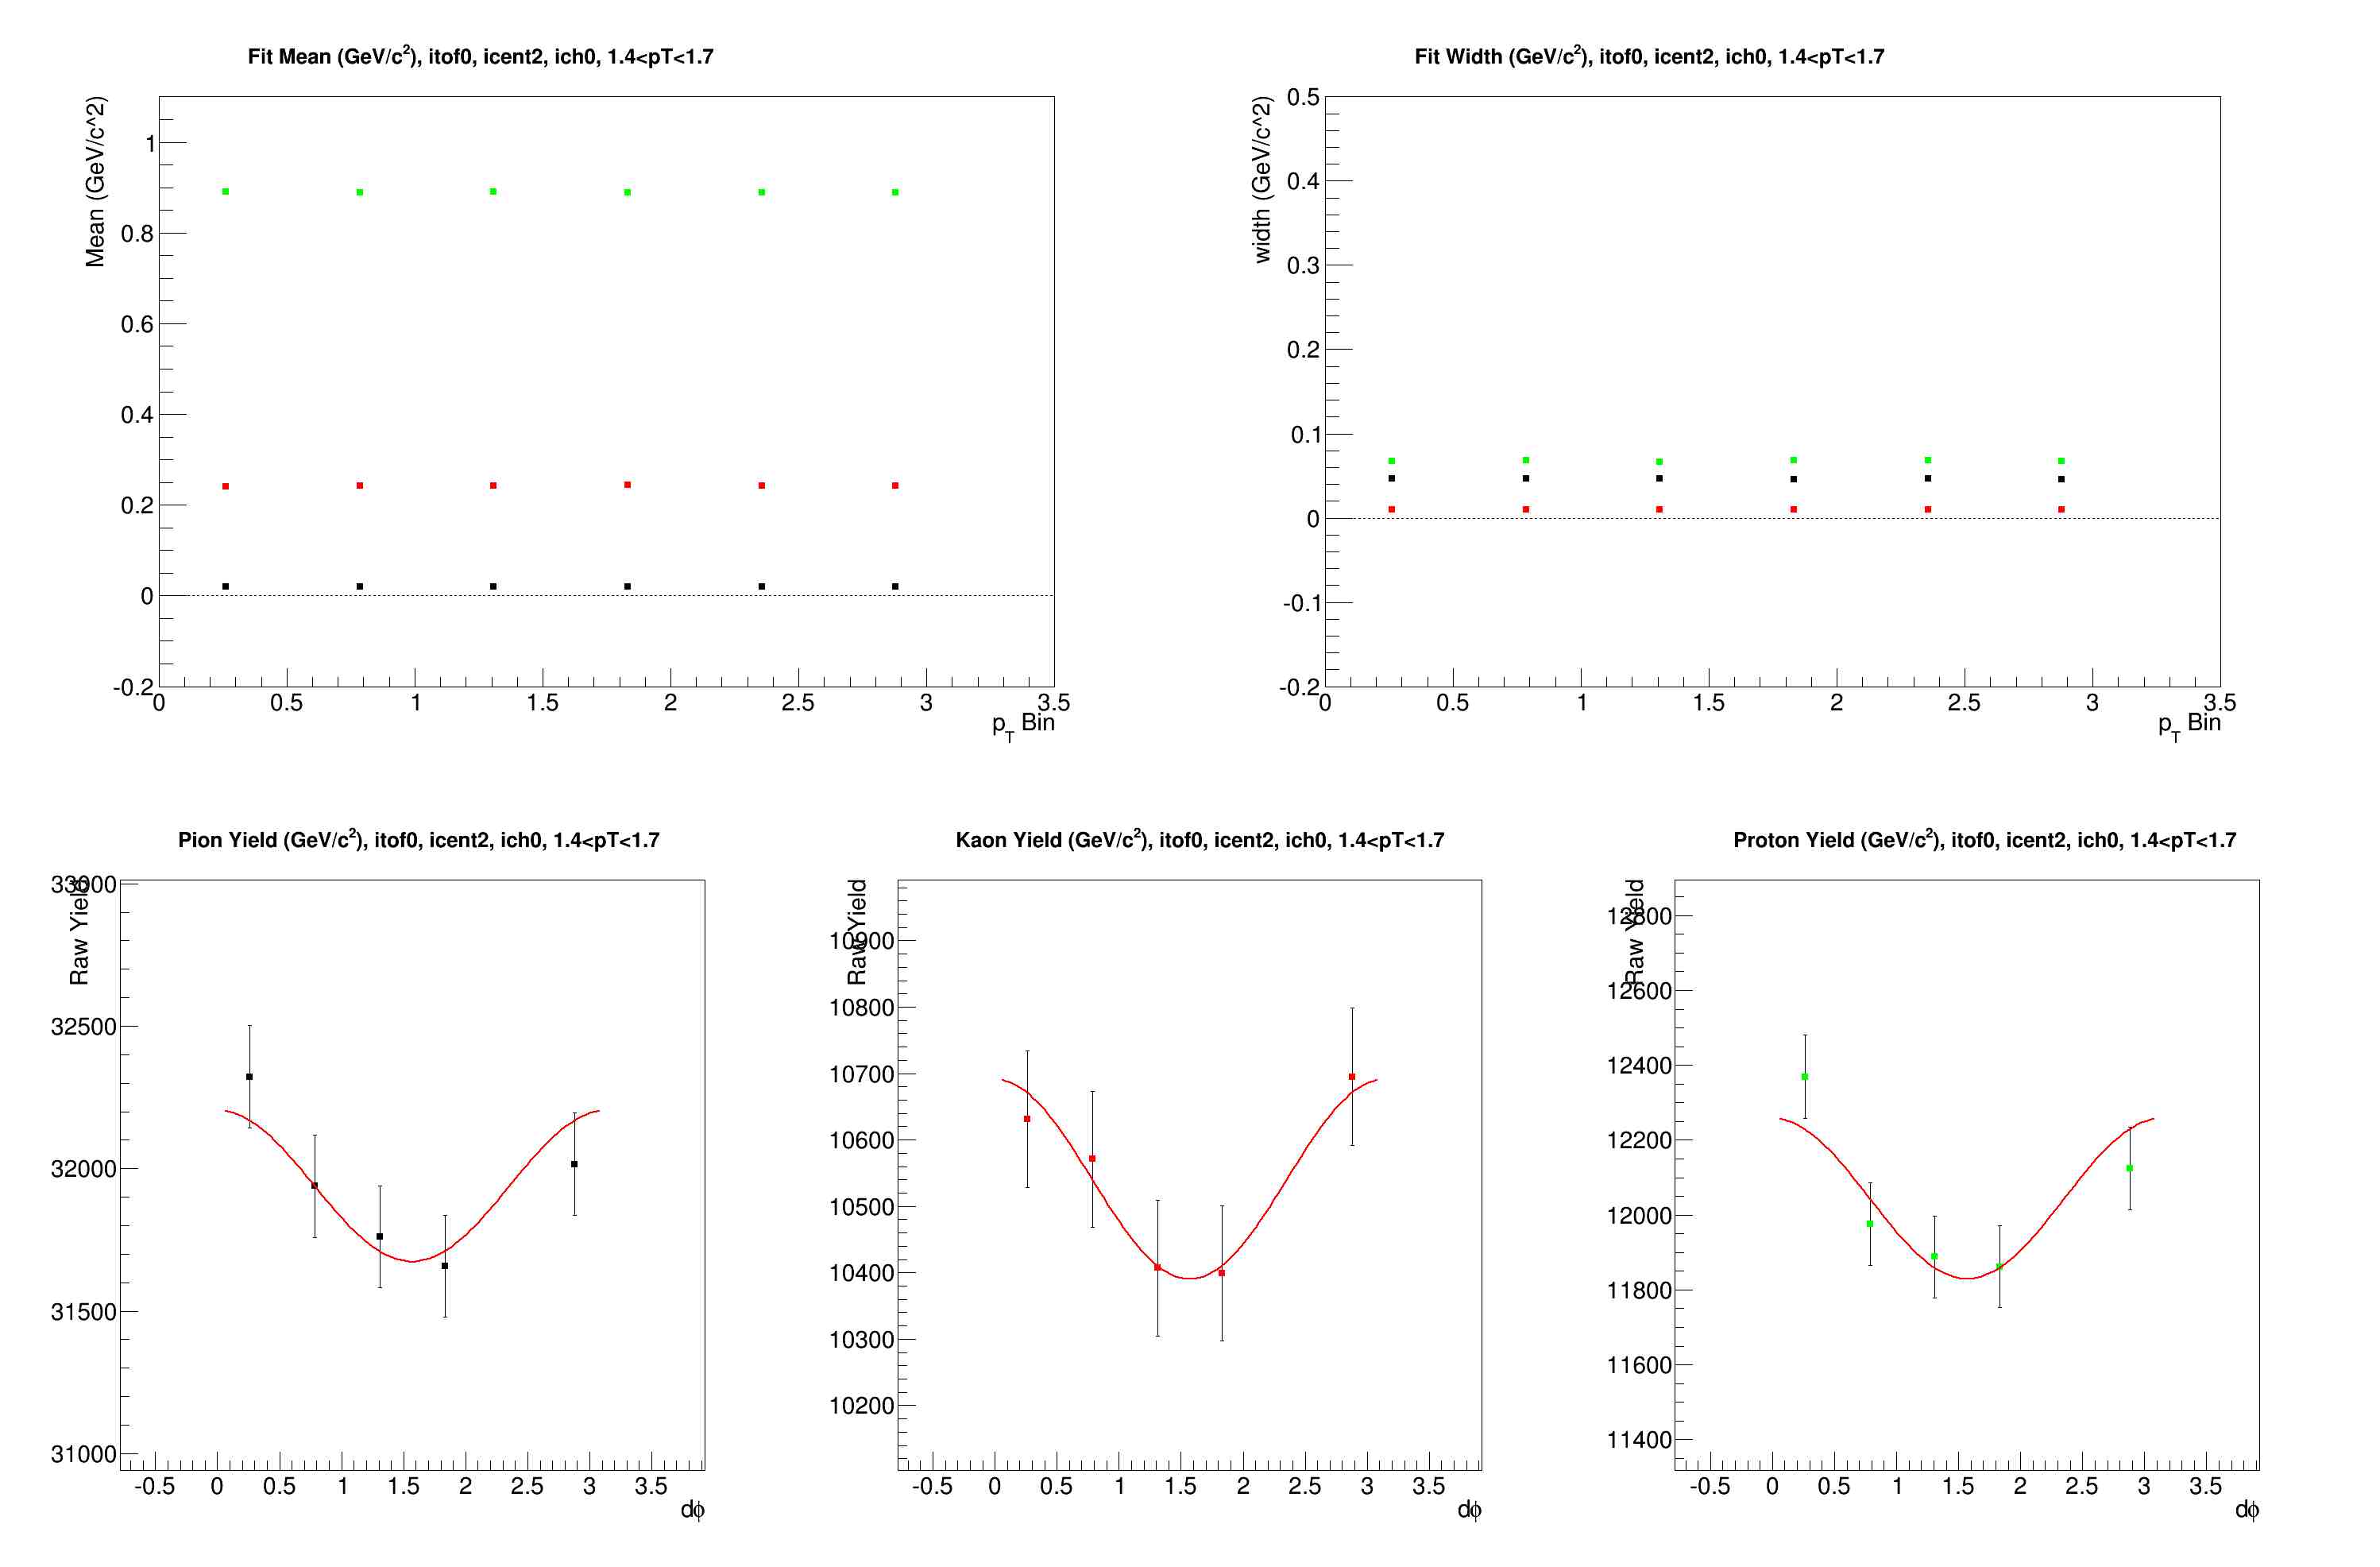 Fit Mean (GeV/c2), itof0, icent2, ich0, 1.4<pT<1.7
Mean (GeV/c^2)
1
0.8
0.6
0.4
0.2
0
-0.2
0 0.5 1 1.5 2 2.5 3 3.5
pT Bin
Fit Width (GeV/c2), itof0, icent2, ich0, 1.4<pT<1.7
width (GeV/c^2)
0.5
0.4
0.3
0.2
0.1
0
-0.1
-0.2
0 0.5 1 1.5 2 2.5 3 3.5
pT Bin
Pion Yield (GeV/c2), itof0, icent2, ich0, 1.4<pT<1.7
Raw Yield
33000
32500
32000
31500
31000
-0.5 0 0.5 1 1.5 2 2.5 3 3.5
dϕ
Kaon Yield (GeV/c2), itof0, icent2, ich0, 1.4<pT<1.7
Raw Yield
10900
10800
10700
10600
10500
10400
10300
10200
-0.5 0 0.5 1 1.5 2 2.5 3 3.5
dϕ
Proton Yield (GeV/c2), itof0, icent2, ich0, 1.4<pT<1.7
Raw Yield
12800
12600
12400
12200
12000
11800
11600
11400
-0.5 0 0.5 1 1.5 2 2.5 3 3.5
dϕ